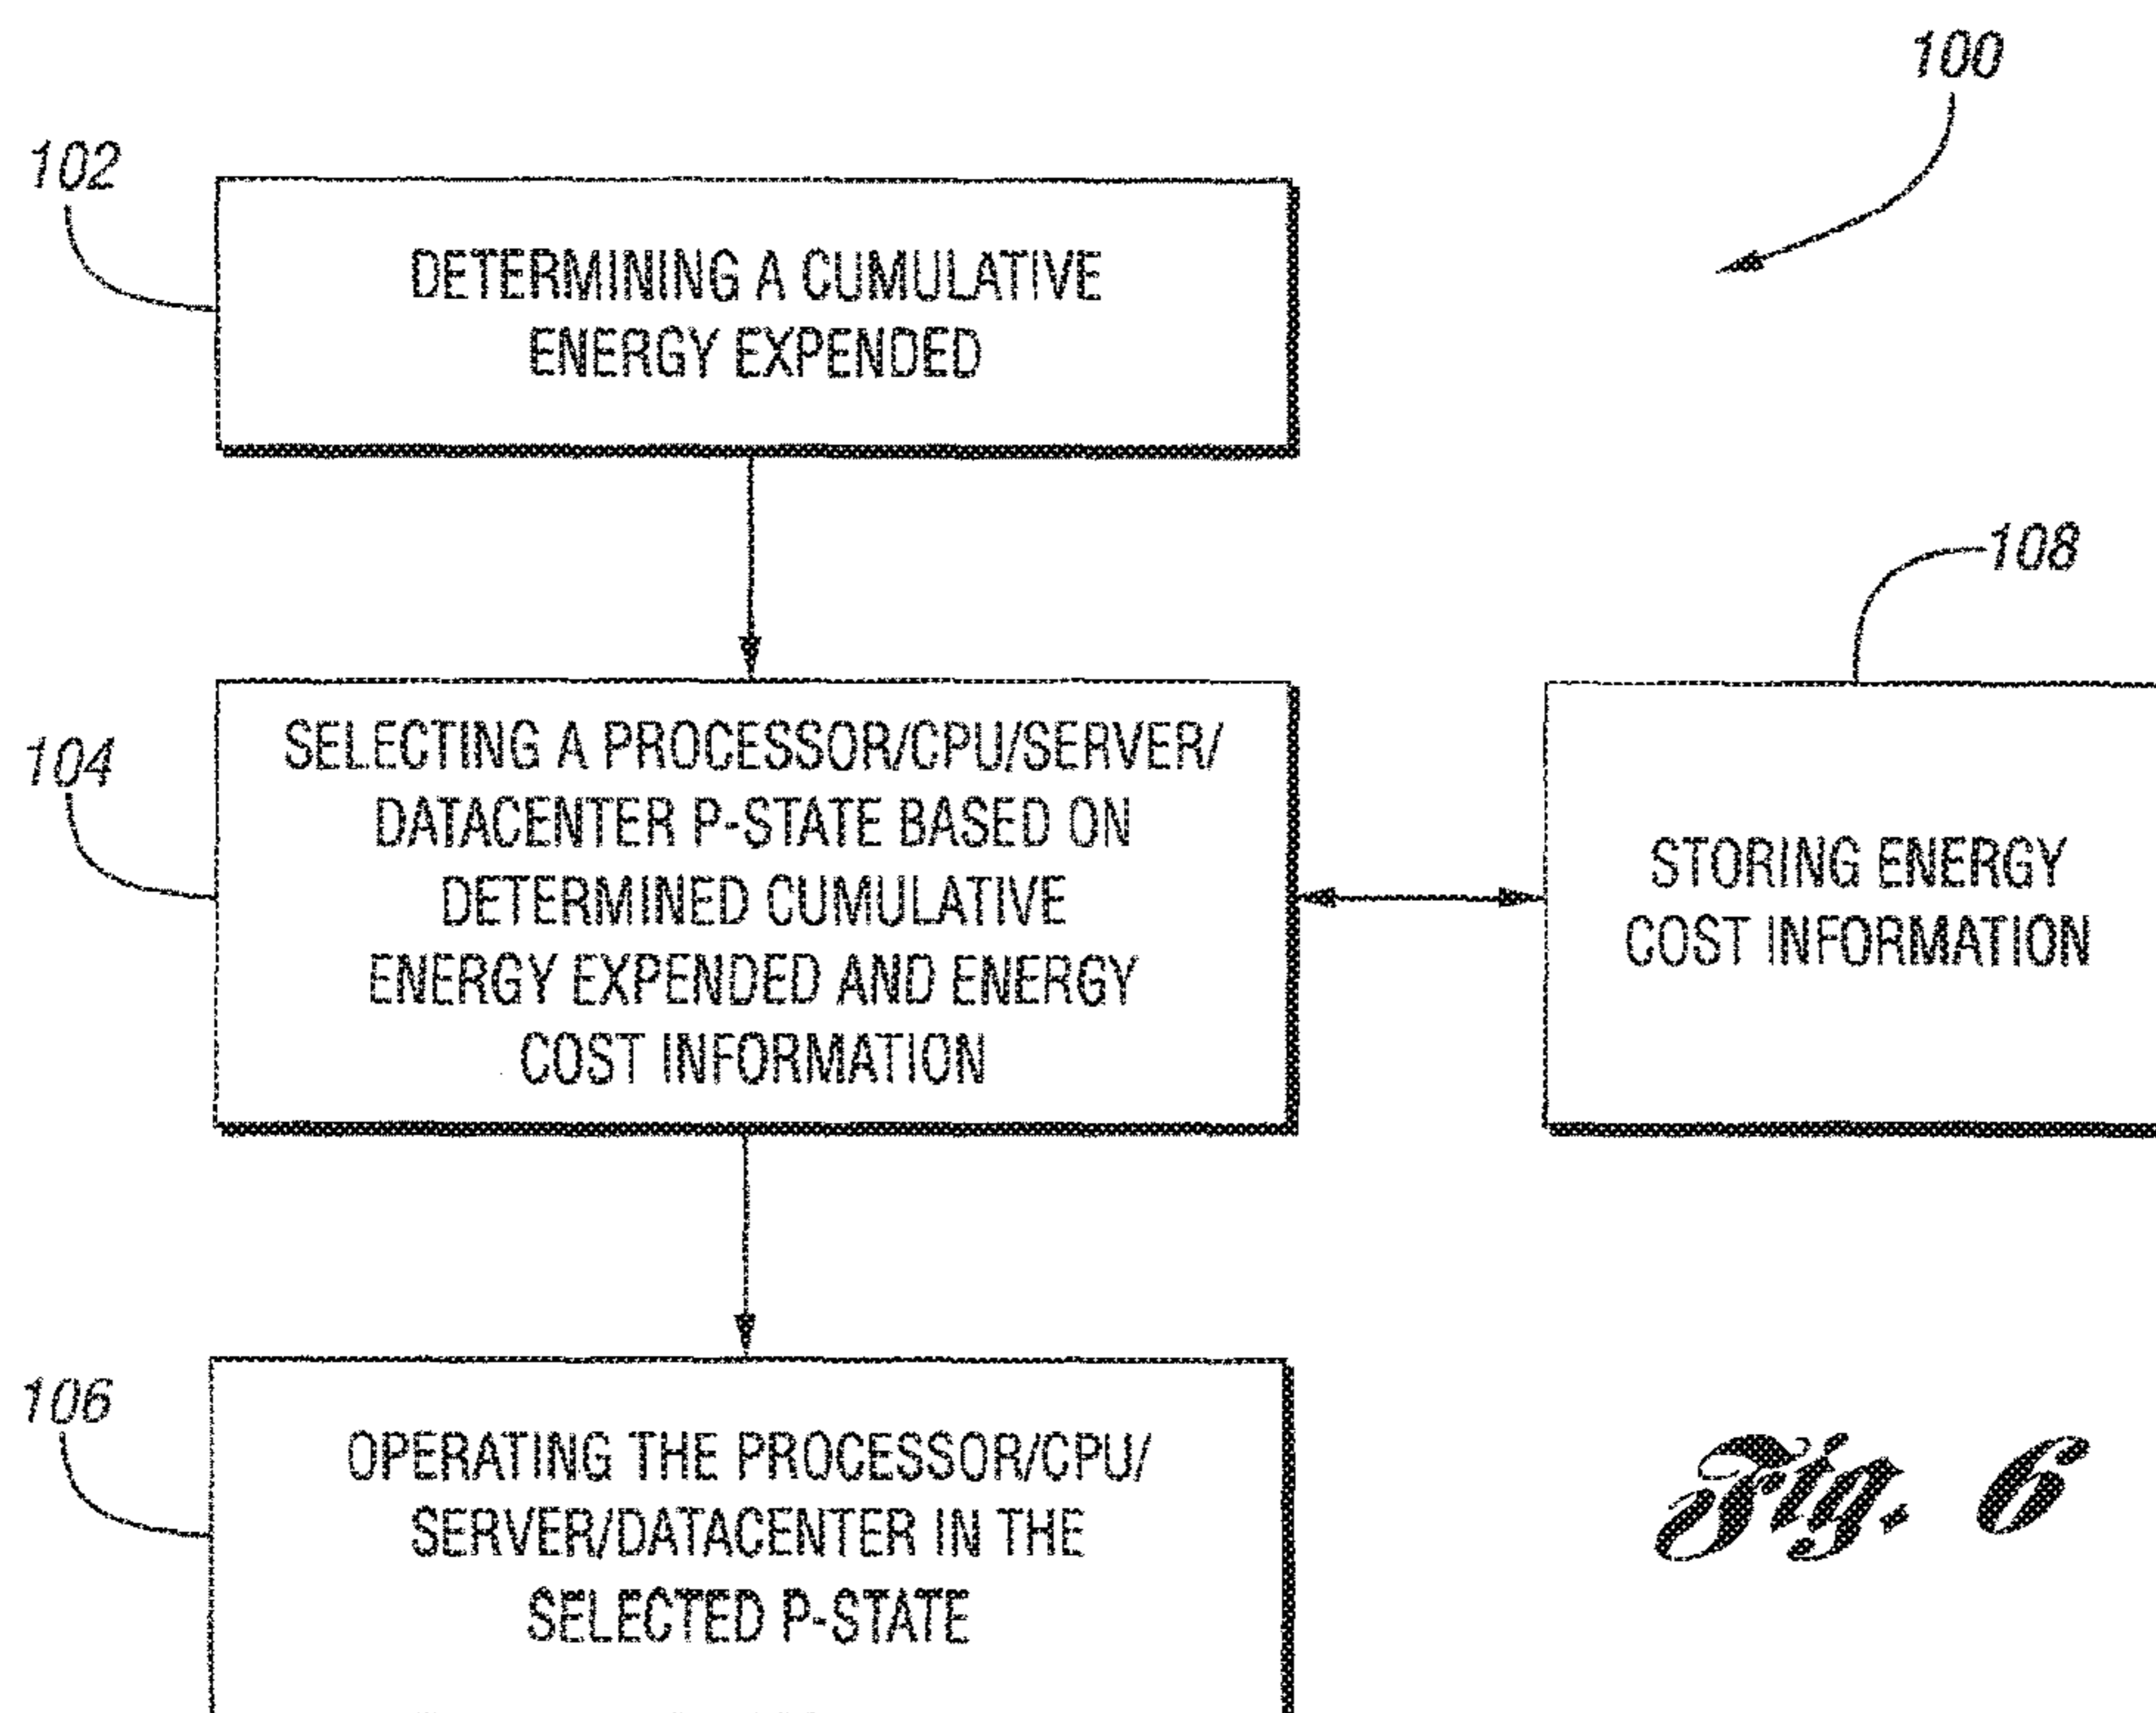 100
102
DETERMINING A CUMULATIVE
ENERGY EXPENDED
108
104
SELECTING A PROCESSOR/CPU/SERVER/
DATACENTER P-STATE BASED ON
DETERMINED CUMULATIVE
ENERGY EXPENDED AND ENERGY
COST INFORMATION
STORING ENERGY
COST INFORMATION
106
OPERATING THE PROCESSOR/CPU/
SERVER/DATACENTER IN THE
SELECTED P-STATE
Fig. 6